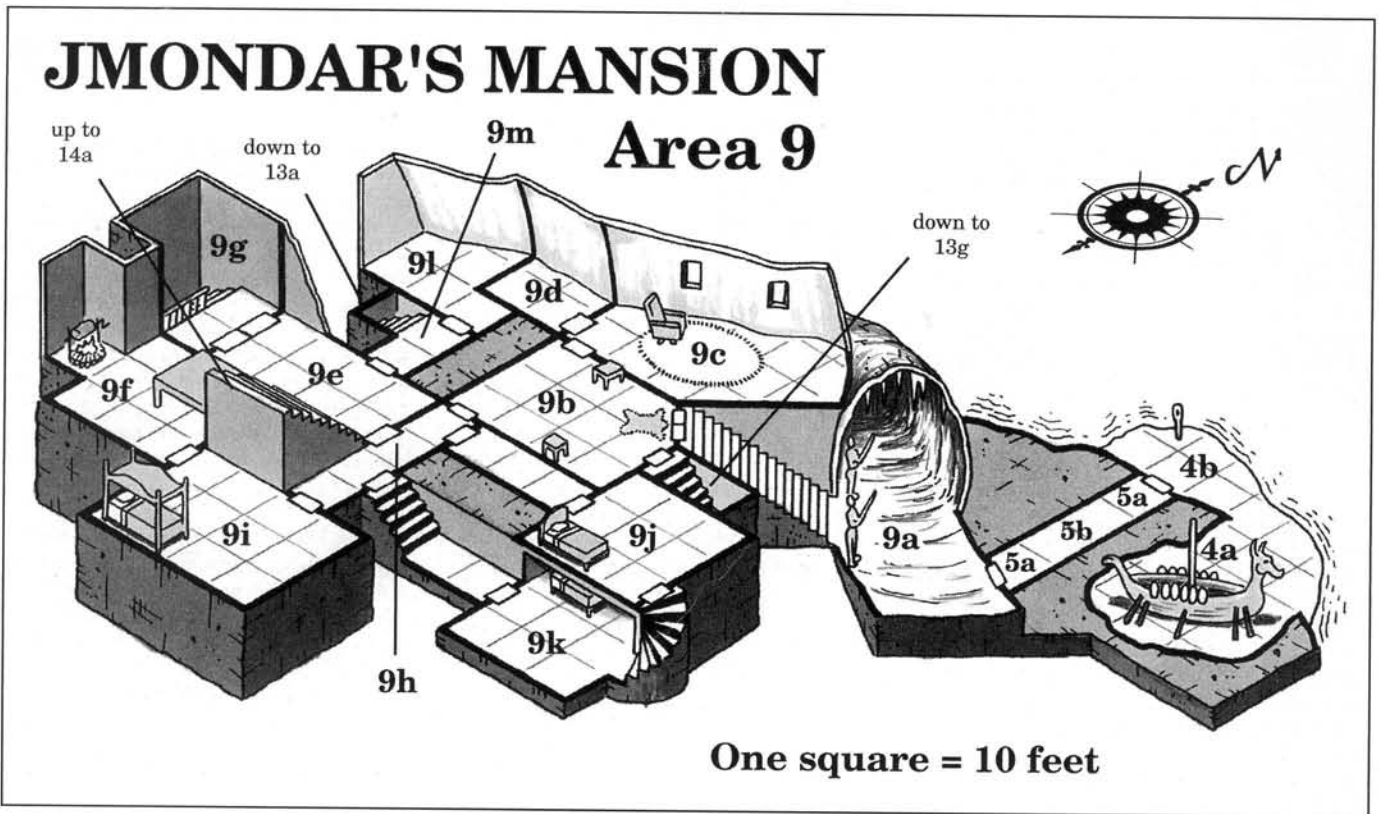 JMONDAR'S MANSION
Area 9
up to
14a
down to
13a
9m
N
down to
13g
9g
9l
9d
9c
9f
9e
9b
4b
5a
5b
4a
9i
9j
9a
5a
9k
9h
One square = 10 feet